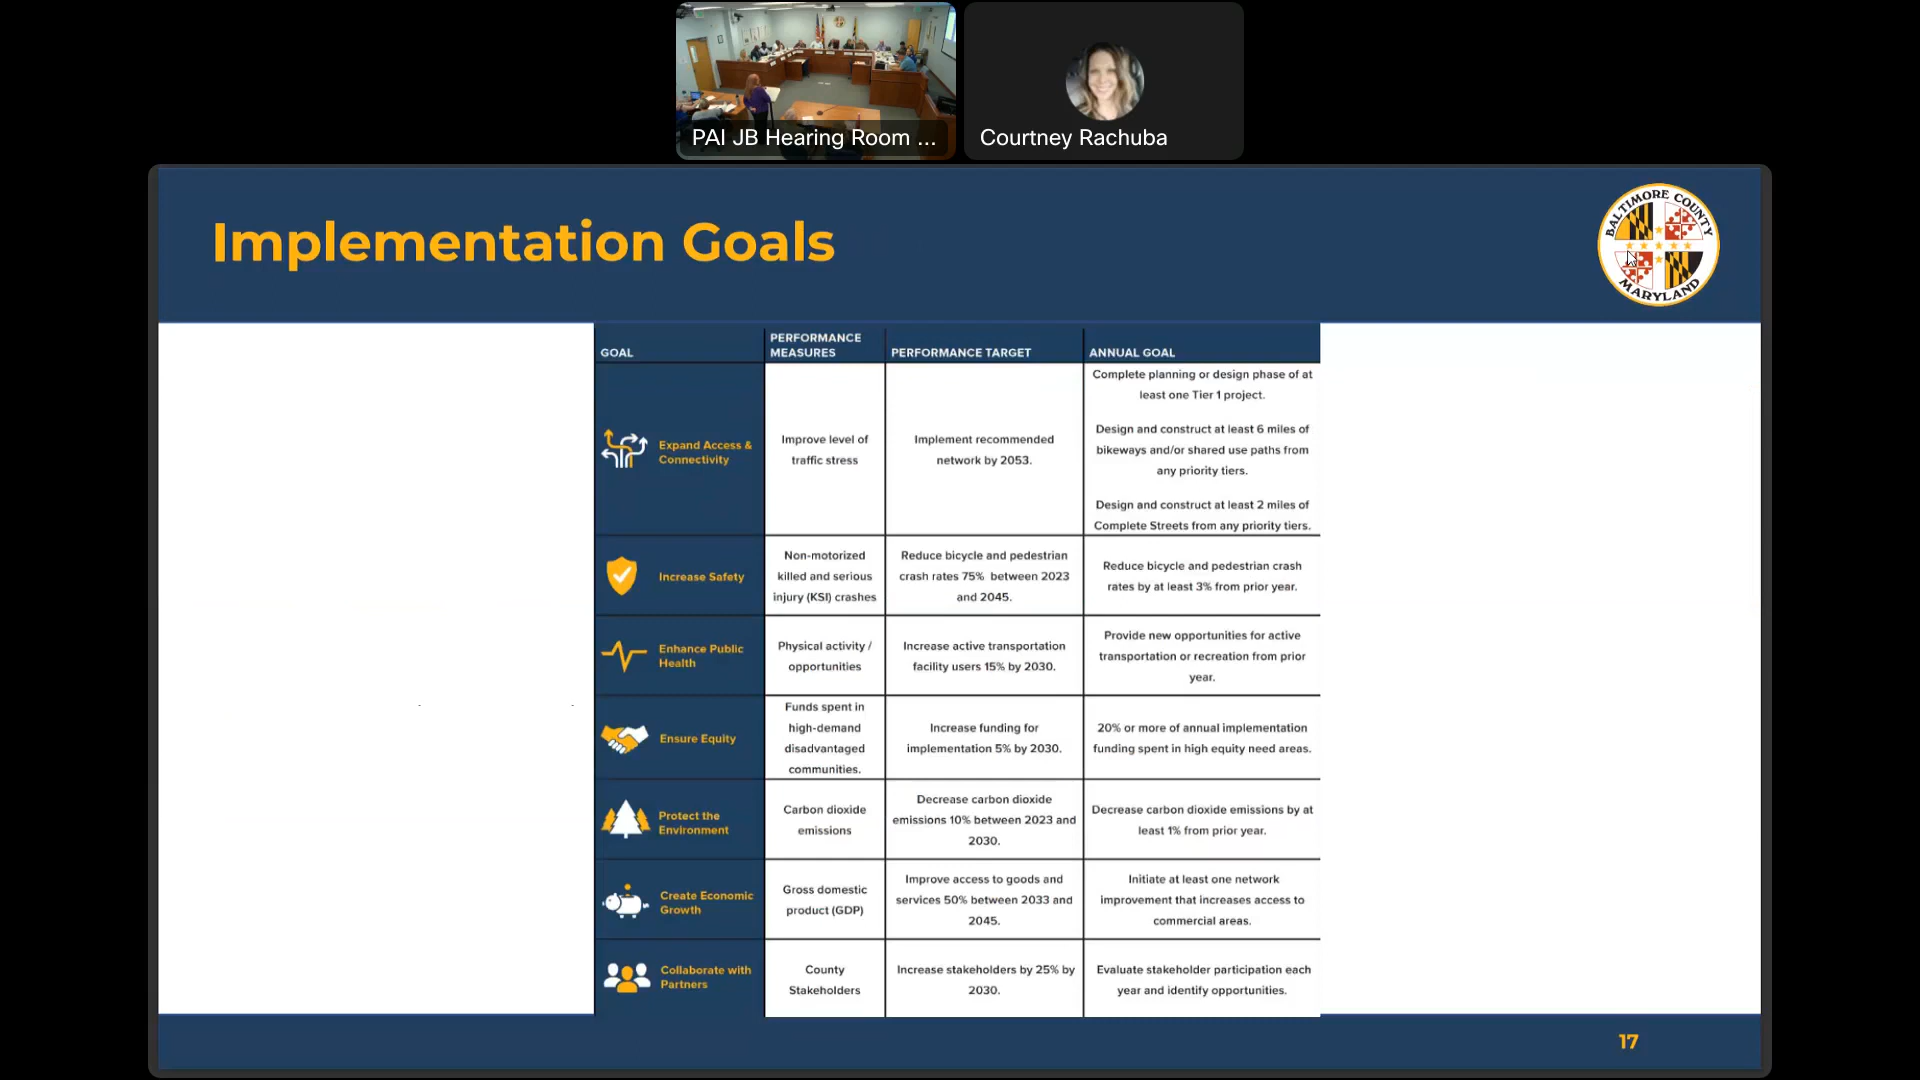 PAI JB Hearing Room ...
Courtney Rachuba
Implementation Goals
BALTIMORE COUNTY
MARYLAND
GOAL
PERFORMANCE
MEASURES
PERFORMANCE TARGET
ANNUAL GOAL
Expand Access &
Connectivity
Improve level of
traffic stress
Implement recommended
network by 2053.
Complete planning or design phase of at
least one Tier 1 project.
Design and construct at least 6 miles of
bikeways and/or shared use paths from
any priority tiers.
Design and construct at least 2 miles of
Complete Streets from any priority tiers.
Increase Safety
Non-motorized
killed and serious
injury (KSI) crashes
Reduce bicycle and pedestrian
crash rates 75% between 2023
and 2045.
Reduce bicycle and pedestrian crash
rates by at least 3% from prior year.
Enhance Public
Health
Physical activity /
opportunities
Increase active transportation
facility users 15% by 2030.
Provide new opportunities for active
transportation or recreation from prior
year.
Ensure Equity
Funds spent in
high-demand
disadvantaged
communities.
Increase funding for
implementation 5% by 2030.
20% or more of annual implementation
funding spent in high equity need areas.
Protect the
Environment
Carbon dioxide
emissions
Decrease carbon dioxide
emissions 10% between 2023 and
2030.
Decrease carbon dioxide emissions by at
least 1% from prior year.
Create Economic
Growth
Gross domestic
product (GDP)
Improve access to goods and
services 50% between 2033 and
2045.
Initiate at least one network
improvement that increases access to
commercial areas.
Collaborate with
Partners
County
Stakeholders
Increase stakeholders by 25% by
2030.
Evaluate stakeholder participation each
year and identify opportunities.
17